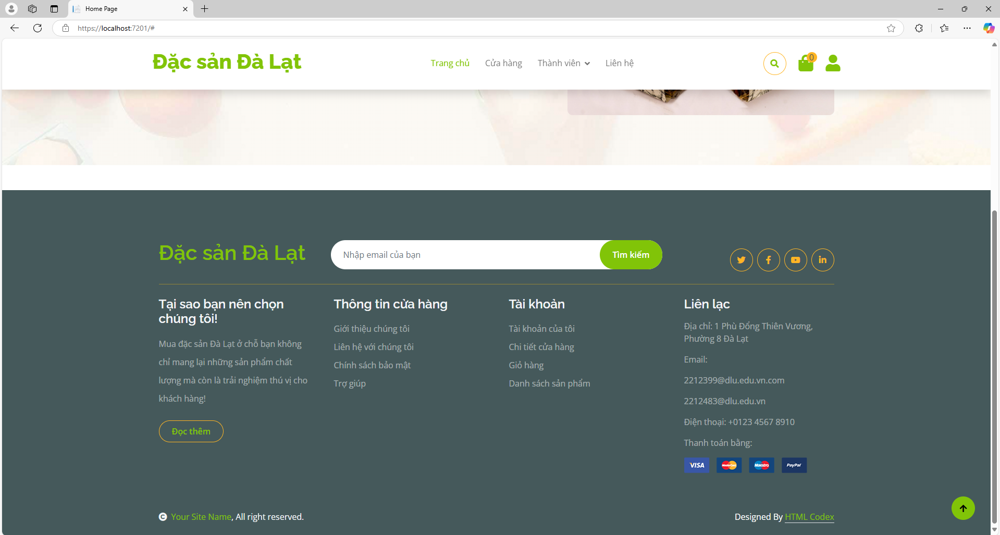 Home Page
https://localhost:7201/#
Đặc sản Đà Lạt
Trang chủ
Cửa hàng
Thành viên
Liên hệ
0
Đặc sản Đà Lạt
Nhập email của bạn
Tìm kiếm
Tại sao bạn nên chọn
chúng tôi!
Mua đặc sản Đà Lạt ở chỗ bạn không
chỉ mang lại những sản phẩm chất
lượng mà còn là trải nghiệm thú vị cho
khách hàng!
Đọc thêm
Thông tin cửa hàng
Giới thiệu chúng tôi
Liên hệ với chúng tôi
Chính sách bảo mật
Trợ giúp
Tài khoản
Tài khoản của tôi
Chi tiết cửa hàng
Giỏ hàng
Danh sách sản phẩm
Liên lạc
Địa chỉ: 1 Phù Đổng Thiên Vương,
Phường 8 Đà Lạt
Email:
2212399@dlu.edu.vn.com
2212483@dlu.edu.vn
Điện thoại: +0123 4567 8910
Thanh toán bằng:
VISA
MasterCard
Maestro
PayPal
© Your Site Name, All right reserved.
Designed By HTML Codex